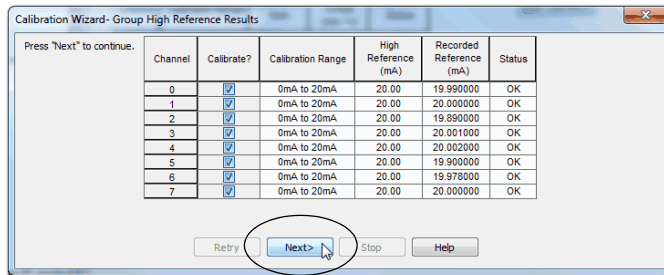 Calibration Wizard- Group High Reference Results
Press "Next" to continue.
Channel Calibrate? Calibration Range High Reference (mA) Recorded Reference (mA) Status
0 0mA to 20mA 20.00 19.990000 OK
1 0mA to 20mA 20.00 20.000000 OK
2 0mA to 20mA 20.00 19.890000 OK
3 0mA to 20mA 20.00 20.001000 OK
4 0mA to 20mA 20.00 20.002000 OK
5 0mA to 20mA 20.00 19.900000 OK
6 0mA to 20mA 20.00 19.978000 OK
7 0mA to 20mA 20.00 20.000000 OK
Retry Next> Stop Help